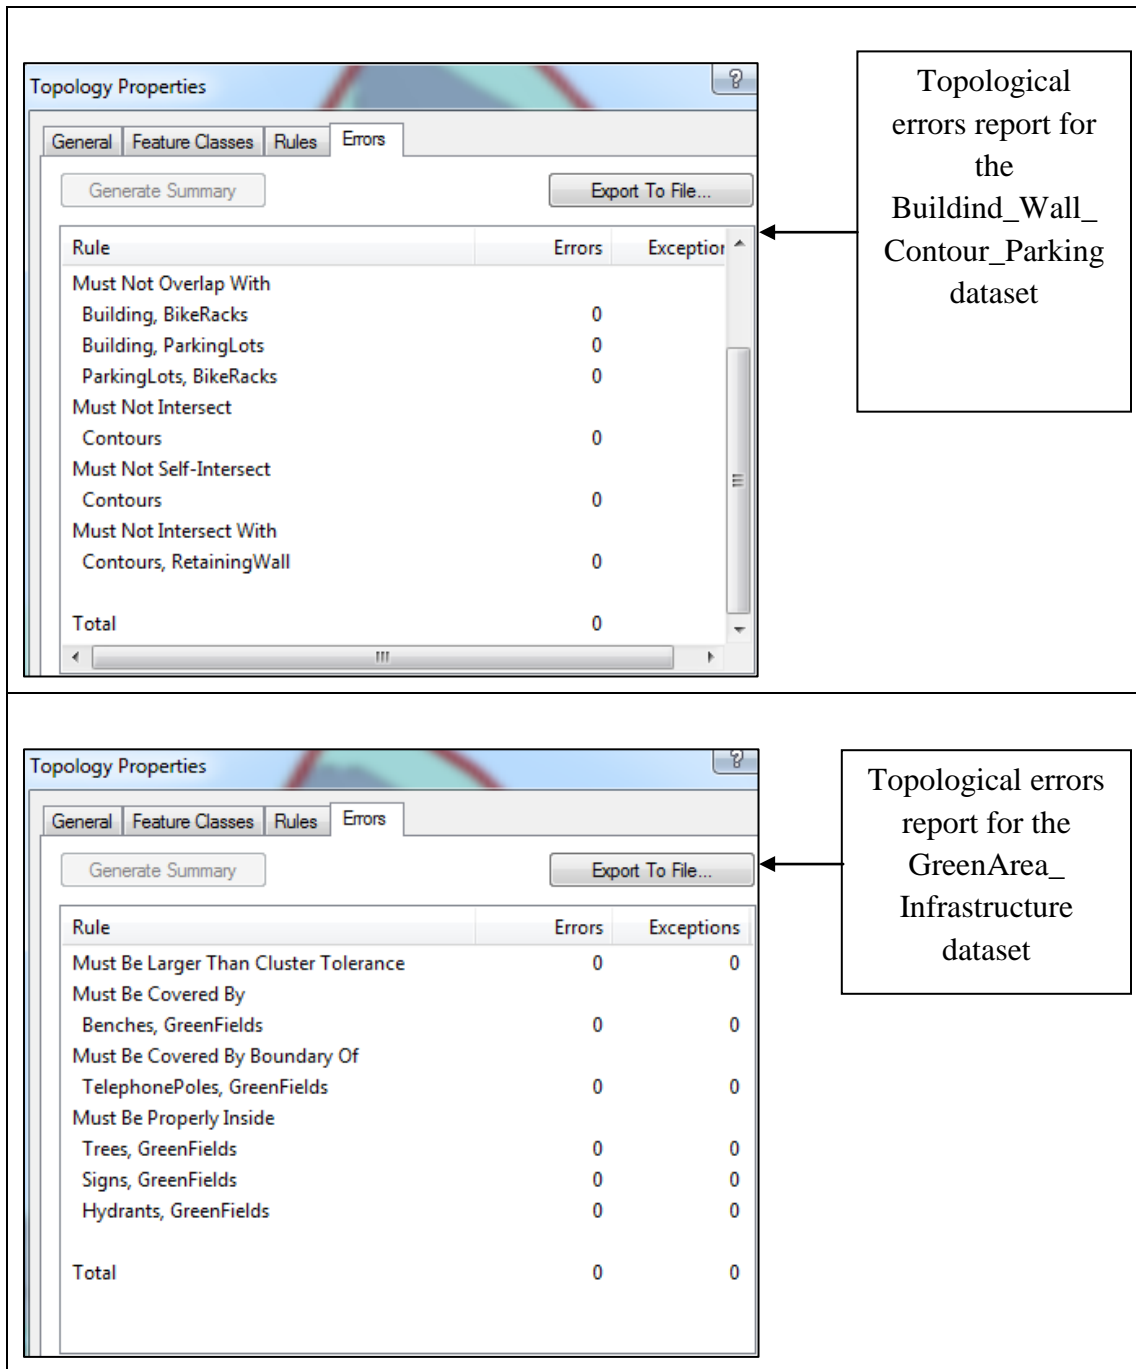 Topology Properties
?
General Feature Classes Rules Errors
Generate Summary Export To File...
Rule Errors Exception
Must Not Overlap With
Building, BikeRacks 0
Building, ParkingLots 0
ParkingLots, BikeRacks 0
Must Not Intersect
Contours 0
Must Not Self-Intersect
Contours 0
Must Not Intersect With
Contours, RetainingWall 0
Total 0
Topological
errors report for
the
Buildind_Wall_
Contour_Parking
dataset
Topology Properties
?
General Feature Classes Rules Errors
Generate Summary Export To File...
Rule Errors Exceptions
Must Be Larger Than Cluster Tolerance 0 0
Must Be Covered By
Benches, GreenFields 0 0
Must Be Covered By Boundary Of
TelephonePoles, GreenFields 0 0
Must Be Properly Inside
Trees, GreenFields 0 0
Signs, GreenFields 0 0
Hydrants, GreenFields 0 0
Total 0 0
Topological errors
report for the
GreenArea_
Infrastructure
dataset